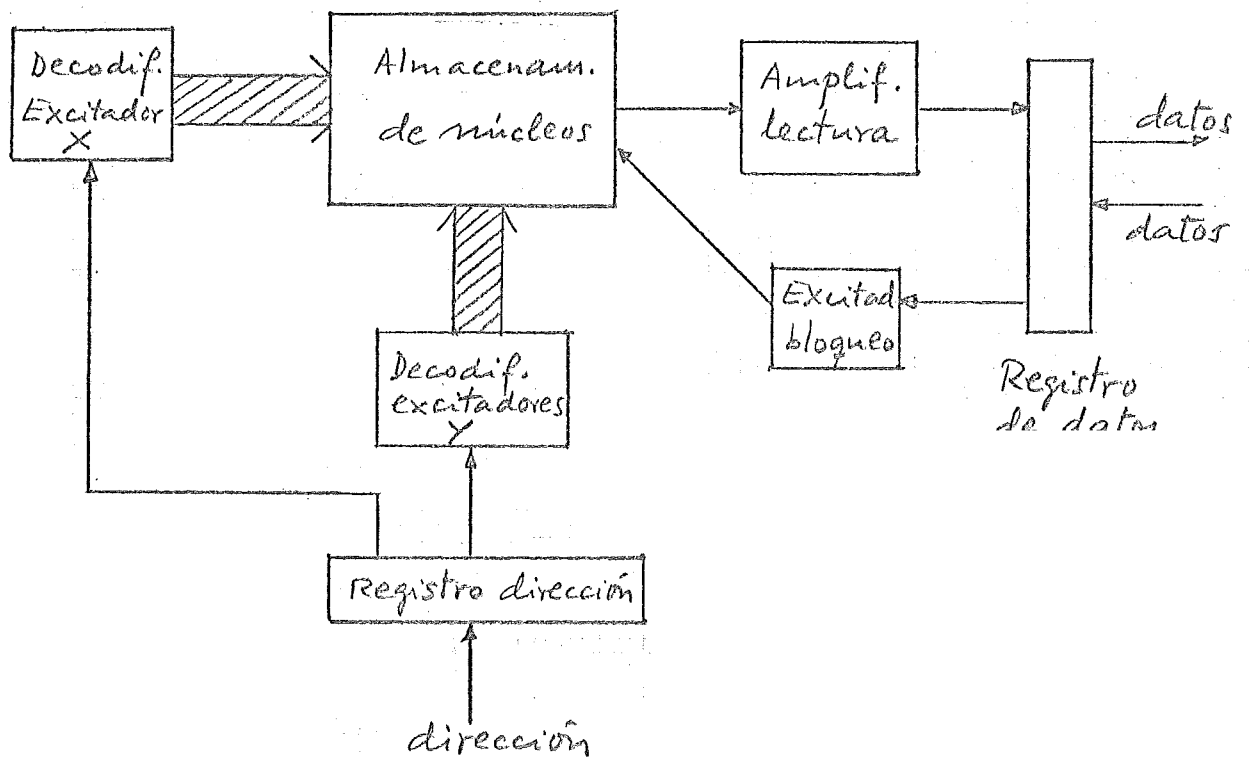 Decodif.
Excitador
X
Almacenam.
de núcleos
Amplif.
lectura
datos
datos
Excitad
bloqueo
Registro
de datos
Decodif.
excitadores
Y
Registro dirección
dirección